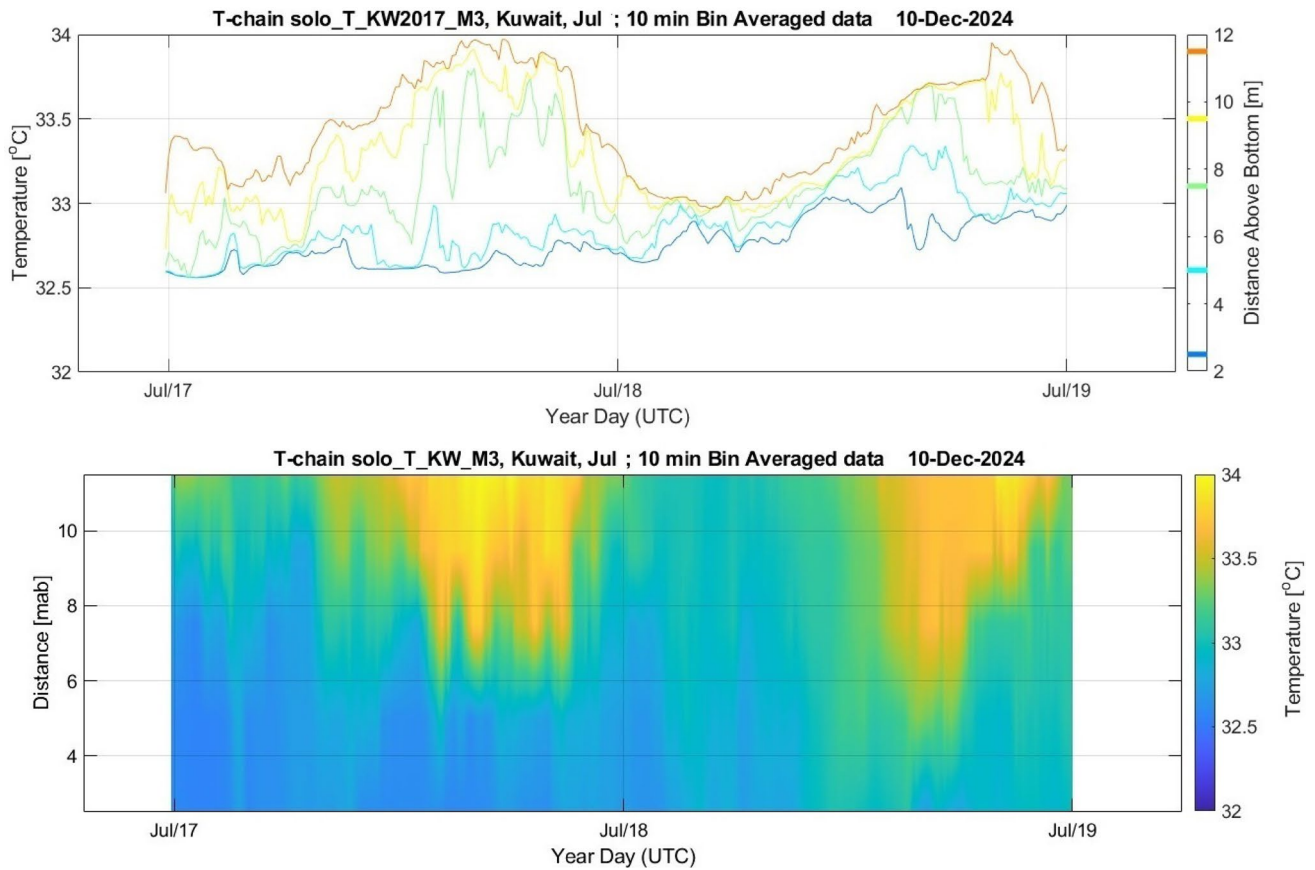 T-chain solo_T_KW2017_M3, Kuwait, Jul ; 10 min Bin Averaged data 10-Dec-2024
34
33.5
33
32.5
32
Temperature [°C]
Jul/17
Jul/18
Jul/19
Year Day (UTC)
12
10
8
6
4
2
Distance Above Bottom [m]
T-chain solo_T_KW_M3, Kuwait, Jul ; 10 min Bin Averaged data 10-Dec-2024
10
8
6
4
Distance [mab]
Jul/17
Jul/18
Jul/19
Year Day (UTC)
34
33.5
33
32.5
32
Temperature [°C]